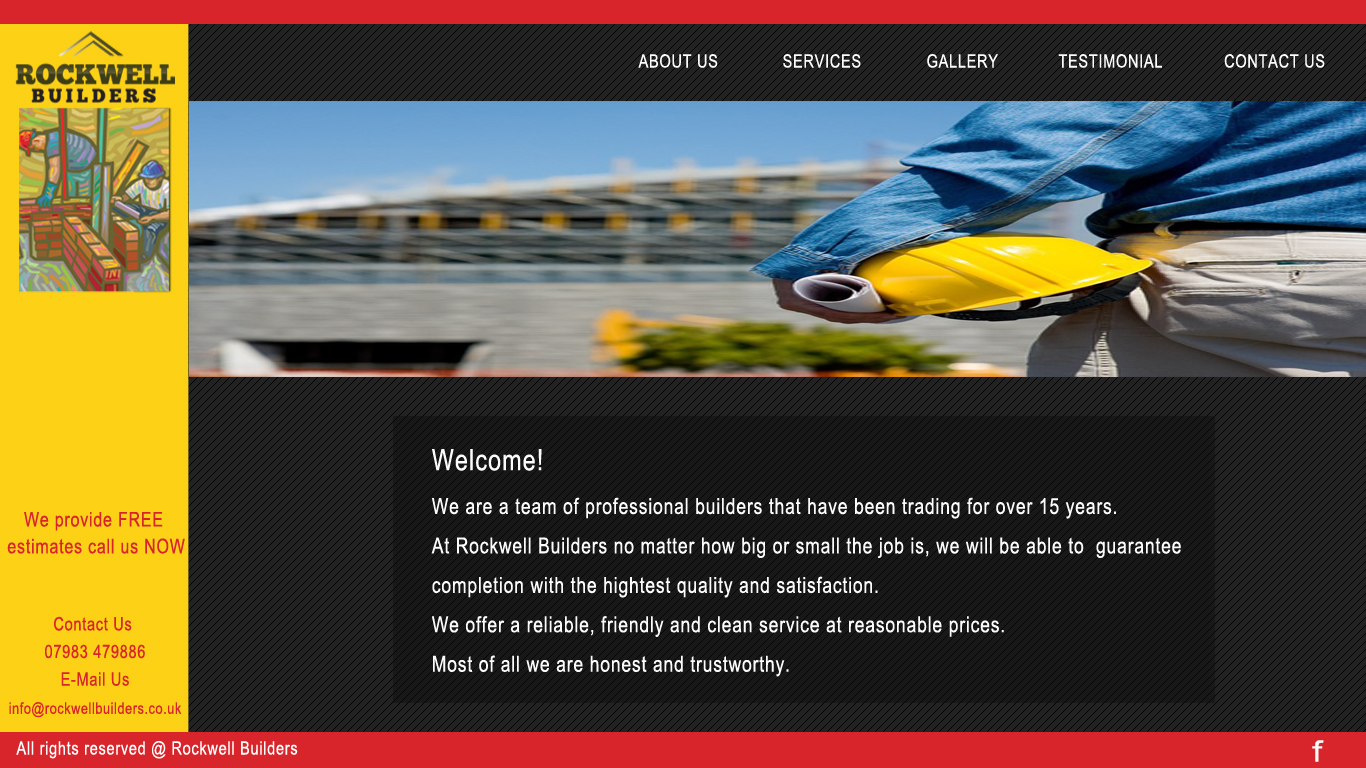 ROCKWELL
BUILDERS
ABOUT US SERVICES GALLERY TESTIMONIAL CONTACT US
We provide FREE
estimates call us NOW
Contact Us
07983 479886
E-Mail Us
info@rockwellbuilders.co.uk
Welcome!
We are a team of professional builders that have been trading for over 15 years.
At Rockwell Builders no matter how big or small the job is, we will be able to  guarantee
completion with the hightest quality and satisfaction.
We offer a reliable, friendly and clean service at reasonable prices.
Most of all we are honest and trustworthy.
All rights reserved @ Rockwell Builders
f